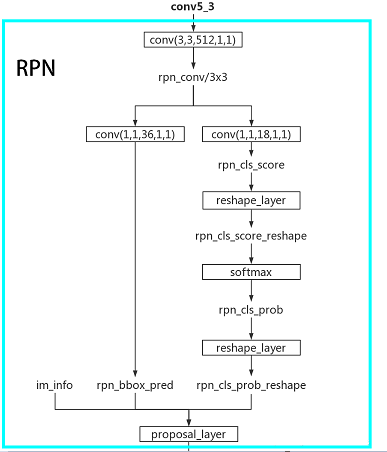 conv5_3
RPN
conv(3,3,512,1,1)
rpn_conv/3x3
conv(1,1,36,1,1)
conv(1,1,18,1,1)
rpn_cls_score
reshape_layer
rpn_cls_score_reshape
softmax
rpn_cls_prob
reshape_layer
im_info
rpn_bbox_pred
rpn_cls_prob_reshape
proposal_layer